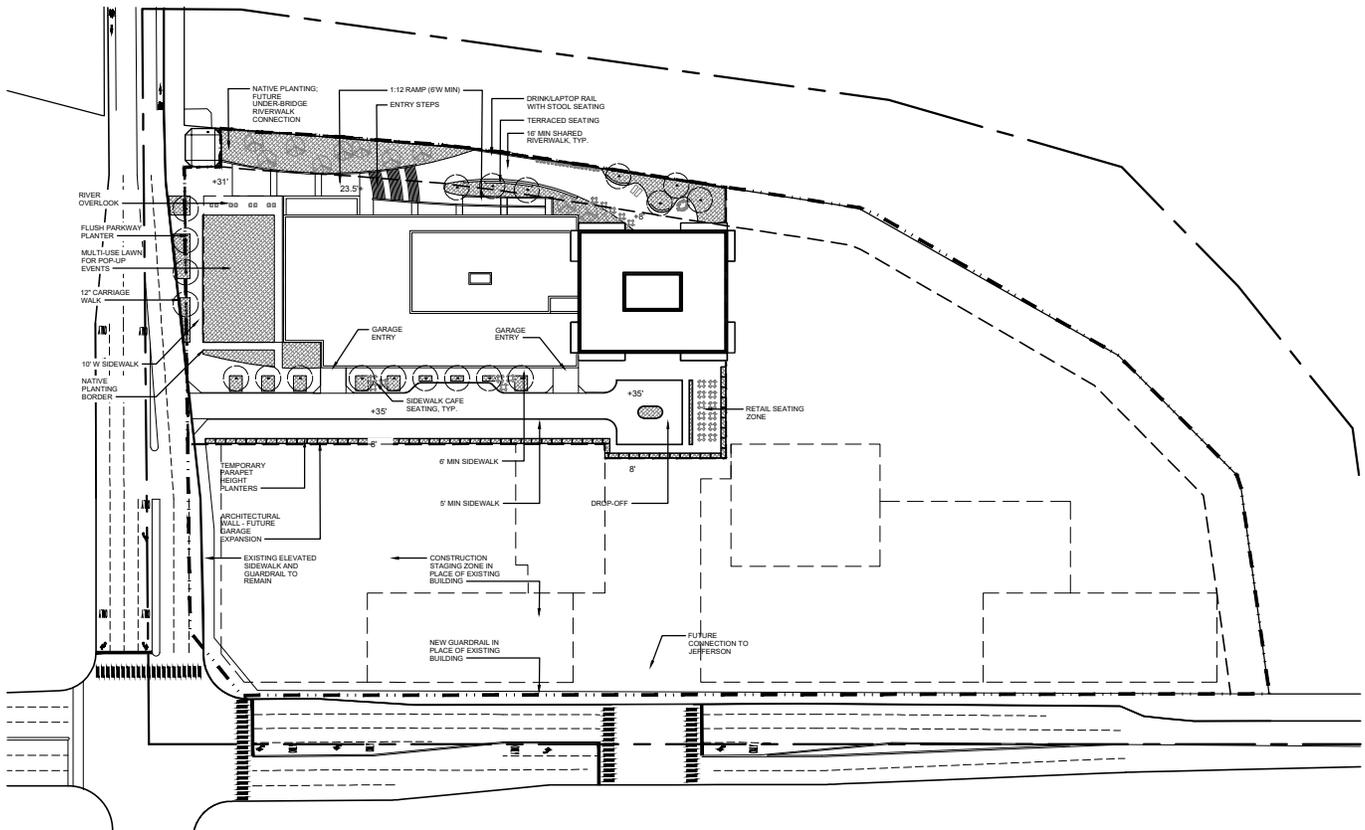 NATIVE PLANTING;
FUTURE
UNDER-BRIDGE
RIVERWALK
CONNECTION
1:12 RAMP (6'W MIN)
ENTRY STEPS
DRINK/LAPTOP RAIL
WITH STOOL SEATING
TERRACED SEATING
16' MIN SHARED
RIVERWALK, TYP.
+31'
23.5'+
+8'
RIVER
OVERLOOK
FLUSH PARKWAY
PLANTER
MULTI-USE LAWN
FOR POP-UP
EVENTS
12" CARRIAGE
WALK
10' W SIDEWALK
NATIVE
PLANTING
BORDER
GARAGE
ENTRY
GARAGE
ENTRY
SIDEWALK CAFE
SEATING, TYP.
+35'
+35'
RETAIL SEATING
ZONE
6'
8'
TEMPORARY
PARAPET
HEIGHT
PLANTERS
6' MIN SIDEWALK
5' MIN SIDEWALK
DROP-OFF
ARCHITECTURAL
WALL - FUTURE
GARAGE
EXPANSION
EXISTING ELEVATED
SIDEWALK AND
GUARDRAIL TO
REMAIN
CONSTRUCTION
STAGING ZONE IN
PLACE OF EXISTING
BUILDING
NEW GUARDRAIL IN
PLACE OF EXISTING
BUILDING
FUTURE
CONNECTION TO
JEFFERSON